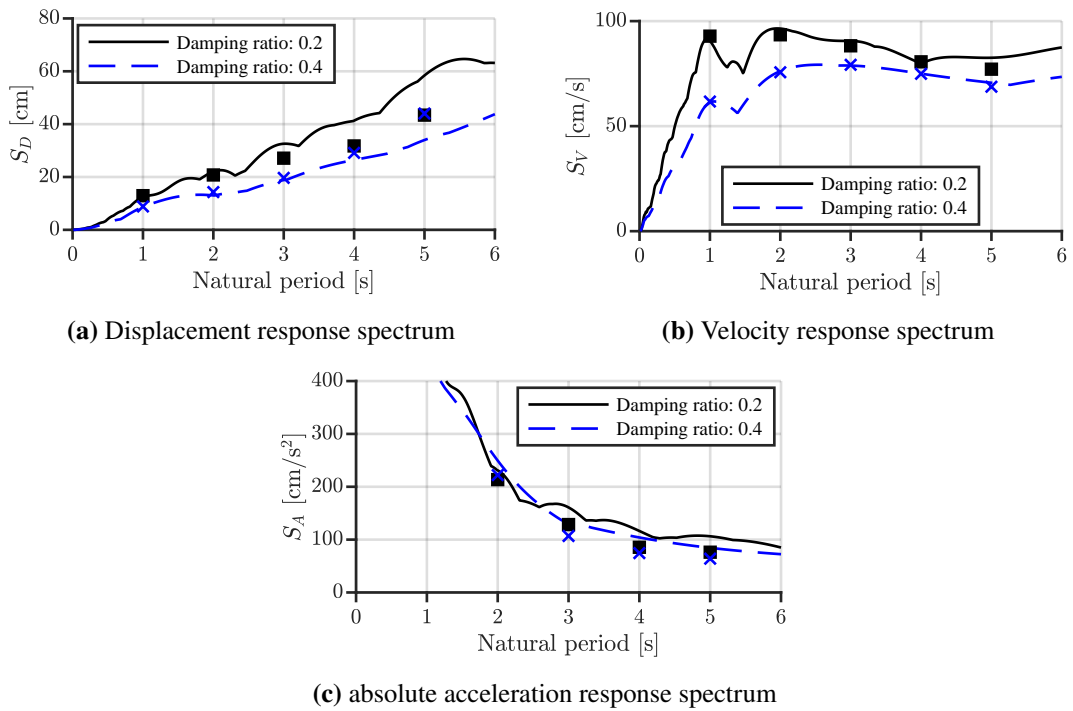 80
60
40
20
0
S_D [cm]
Damping ratio: 0.2
Damping ratio: 0.4
0 1 2 3 4 5 6
Natural period [s]
(a) Displacement response spectrum
100
50
0
S_V [cm/s]
Damping ratio: 0.2
Damping ratio: 0.4
0 1 2 3 4 5 6
Natural period [s]
(b) Velocity response spectrum
400
300
200
100
0
S_A [cm/s²]
Damping ratio: 0.2
Damping ratio: 0.4
0 1 2 3 4 5 6
Natural period [s]
(c) absolute acceleration response spectrum